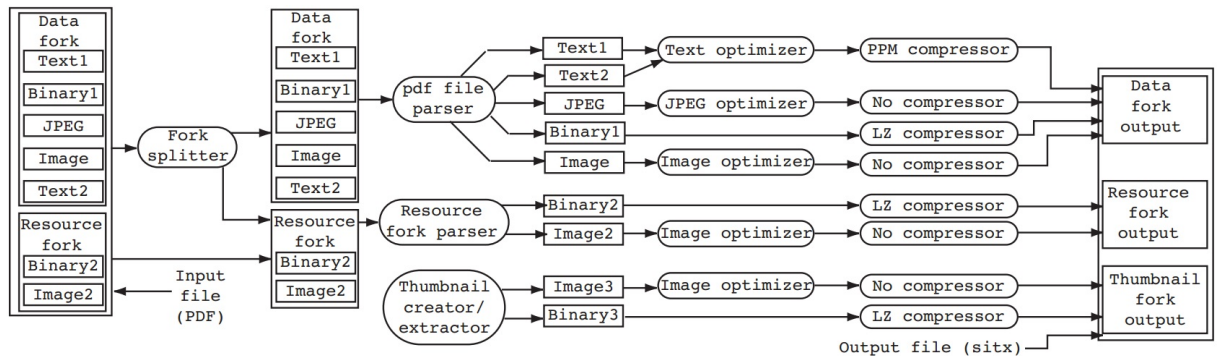 Data
fork
Text1
Binary1
JPEG
Image
Text2
Resource
fork
Binary2
Image2
Fork
splitter
Input
file
(PDF)
Data
fork
Text1
Binary1
JPEG
Image
Text2
Resource
fork
Binary2
Image2
pdf file
parser
Text1
Text optimizer
PPM compressor
Text2
JPEG
JPEG optimizer
No compressor
Binary1
LZ compressor
Image
Image optimizer
No compressor
Resource
fork parser
Binary2
LZ compressor
Image2
Image optimizer
No compressor
Thumbnail
creator/
extractor
Image3
Image optimizer
No compressor
Binary3
LZ compressor
Data
fork
output
Resource
fork
output
Thumbnail
fork
output
Output file (sitx)